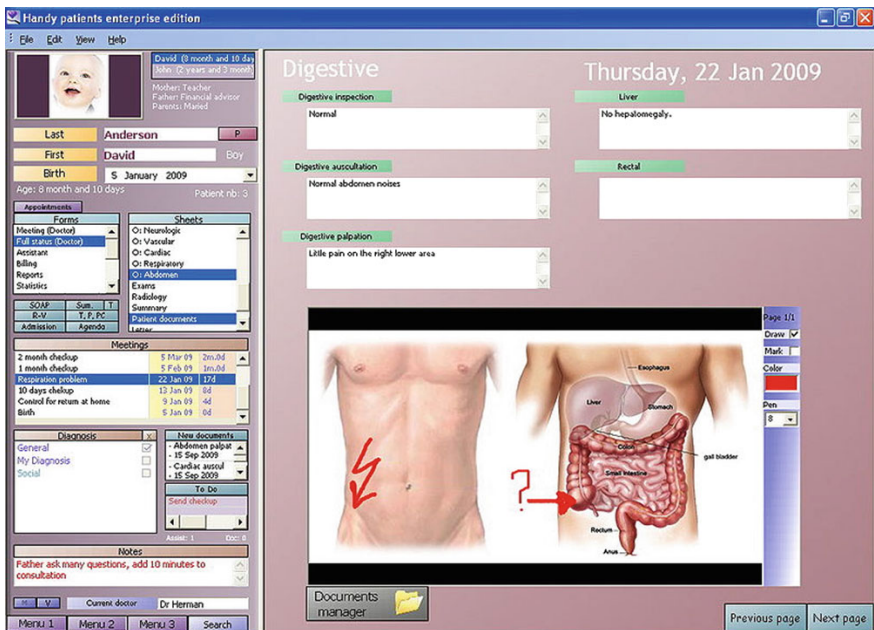 Handy patients enterprise edition
File Edit View Help
David (8 month and 10 day
John (2 years and 3 month
Mother: Teacher
Father: Financial advisor
Parents: Maried
Last Anderson P
First David Boy
Birth 5 January 2009
Age: 8 month and 10 days Patient nb: 3
Appointments
Forms
Meeting (Doctor)
Full status (Doctor)
Assistant
Billing
Reports
Statistics
Sheets
O: Neurologic
O: Vascular
O: Cardiac
O: Respiratory
O: Abdomen
Exams
Radiology
Summary
Patient documents
Letter
SOAP Sum. T
R-V T, P, PC
Admission Agenda
Meetings
2 month checkup 5 Mar 09 2m.0d
1 month checkup 5 Feb 09 1m.0d
Respiration problem 22 Jan 09 17d
10 days chekup 13 Jan 09 8d
Control for return at home 9 Jan 09 4d
Birth 5 Jan 09 0d
Diagnosis X
General
My Diagnosis
Social
New documents
- Abdomen palpat
- 15 Sep 2009
- Cardiac auscul
- 15 Sep 2009
To Do
Send checkup
Assist: 1 Doc: 0
Notes
Father ask many questions, add 10 minutes to
consultation
M V Current doctor Dr Herman
Menu 1 Menu 2 Menu 3 Search
Digestive Thursday, 22 Jan 2009
Digestive inspection
Normal
Liver
No hepatomegaly.
Digestive auscultation
Normal abdomen noises
Rectal
Digestive palpation
Little pain on the right lower area
Page 1/1
Draw
Mark
Color
Pen
8
Esophagus
Liver
Stomach
Colon
gall bladder
Small intestine
?
Rectum
Anus
Documents
manager
Previous page Next page